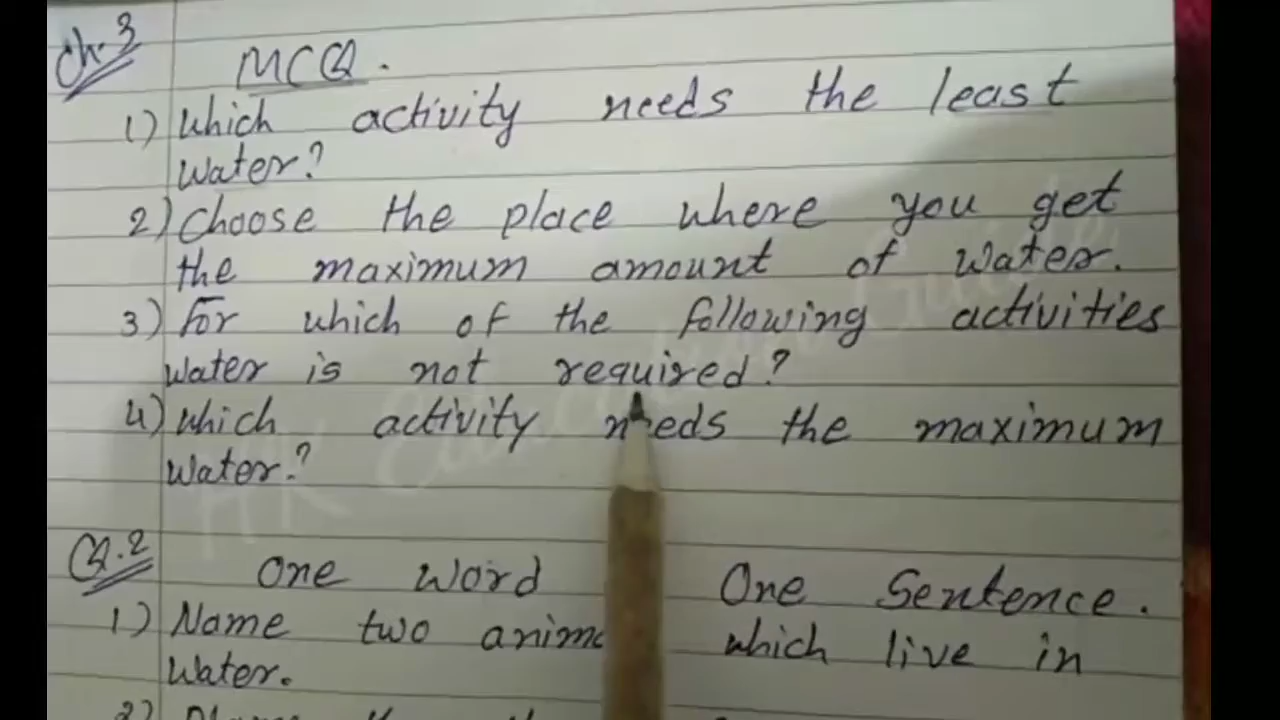 Ch.3
MCQ.
1) Which activity needs the least
Water?
2) Choose the place where you get
the maximum amount of water.
3) For which of the following activities
Water is not required?
4) Which activity needs the maximum
Water?
Q.2
One Word One Sentence.
1) Name two which live in
Water.